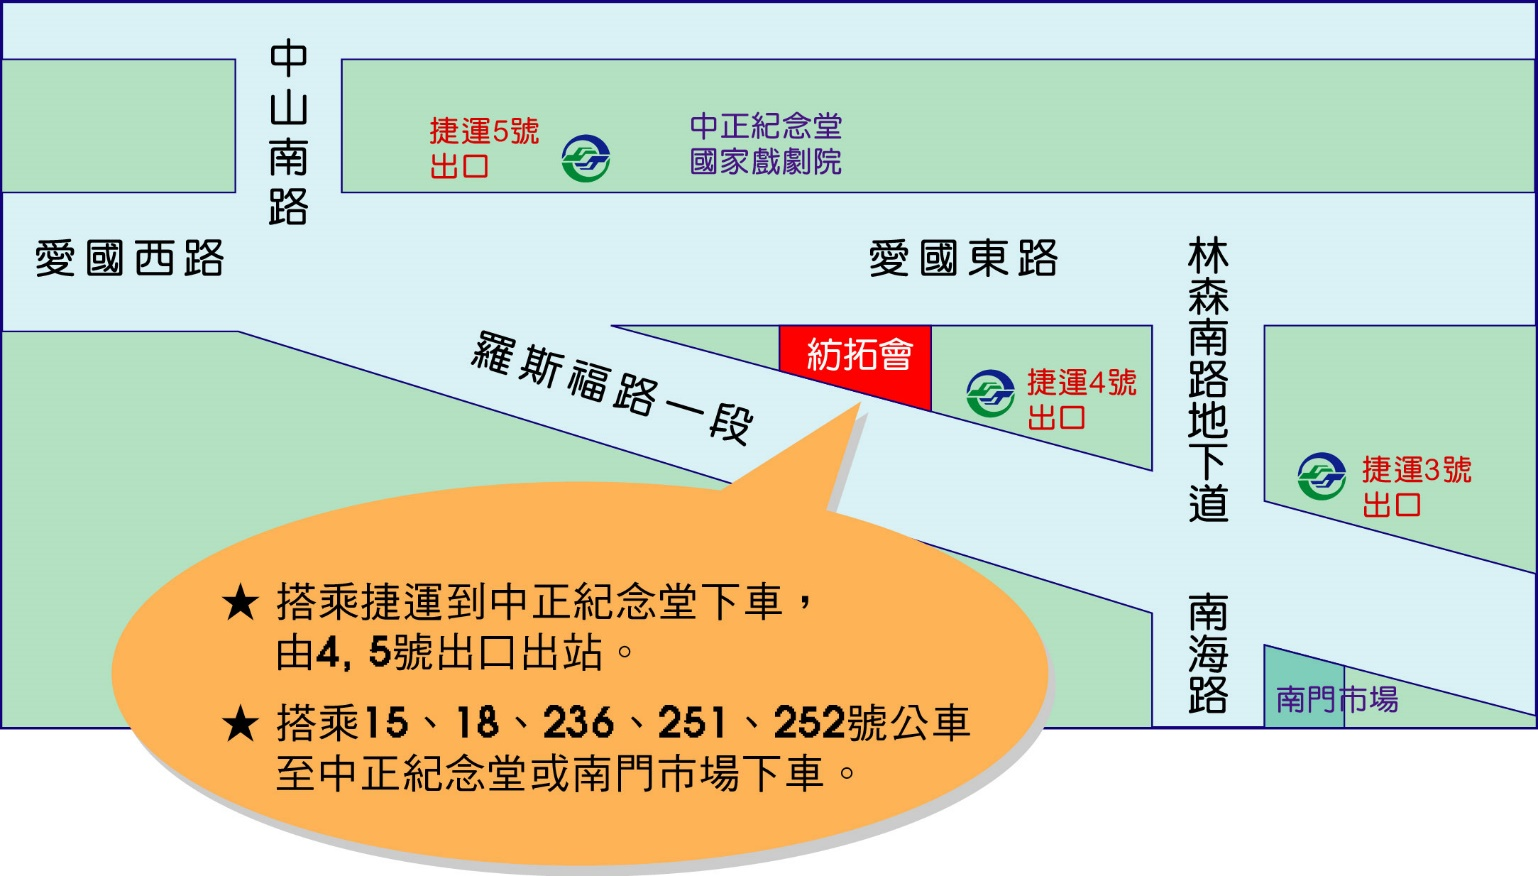 中山南路
捷運5號
出口
中正紀念堂
國家戲劇院
愛國西路
愛國東路
林森南路地下道
羅斯福路一段
紡拓會
捷運4號
出口
捷運3號
出口
★ 搭乘捷運到中正紀念堂下車，
由4, 5號出口出站。
★ 搭乘15、18、236、251、252號公車
至中正紀念堂或南門市場下車。
南海路
南門市場